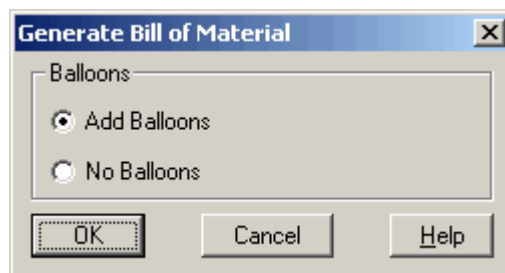 Generate Bill of Material
Balloons
Add Balloons
No Balloons
OK Cancel Help